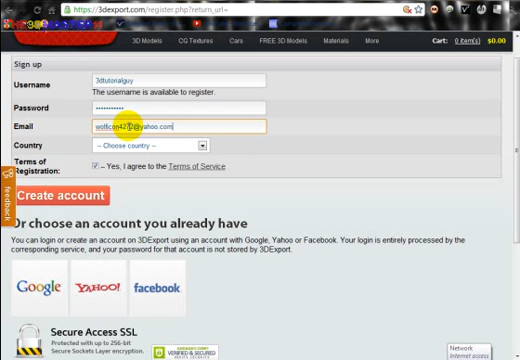 https://3dexport.com/register.php?return_url=
3D Models CG Textures Cars FREE 3D Models Materials More Cart: 0 item(s) $0.00
Sign up
Username 3dtutorialguy
The username is available to register.
Password ***********
Email @yahoo.com
Country -- Choose country --
Terms of Registration: – Yes, I agree to the Terms of Service
Create account
feedback
Or choose an account you already have
You can login or create an account on 3DExport using an account with Google, Yahoo or Facebook. Your login is entirely processed by the
corresponding service, and your password for that account is not stored by 3DExport.
Google YAHOO! facebook
Secure Access SSL
Protected with up to 256-bit
Secure Sockets Layer encryption.
VERIFIED & SECURED
Network
Internet access